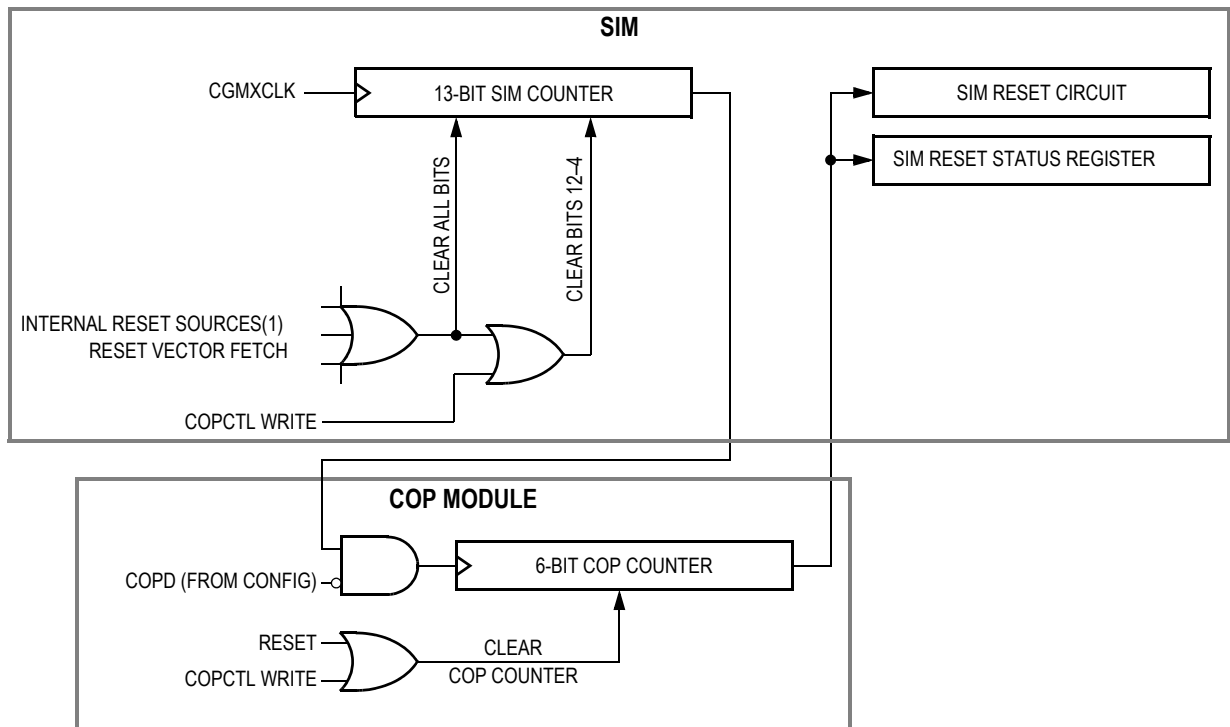 SIM
CGMXCLK
13-BIT SIM COUNTER
SIM RESET CIRCUIT
SIM RESET STATUS REGISTER
CLEAR ALL BITS
CLEAR BITS 12–4
INTERNAL RESET SOURCES(1)
RESET VECTOR FETCH
COPCTL WRITE
COP MODULE
6-BIT COP COUNTER
COPD (FROM CONFIG)
RESET
COPCTL WRITE
CLEAR
COP COUNTER